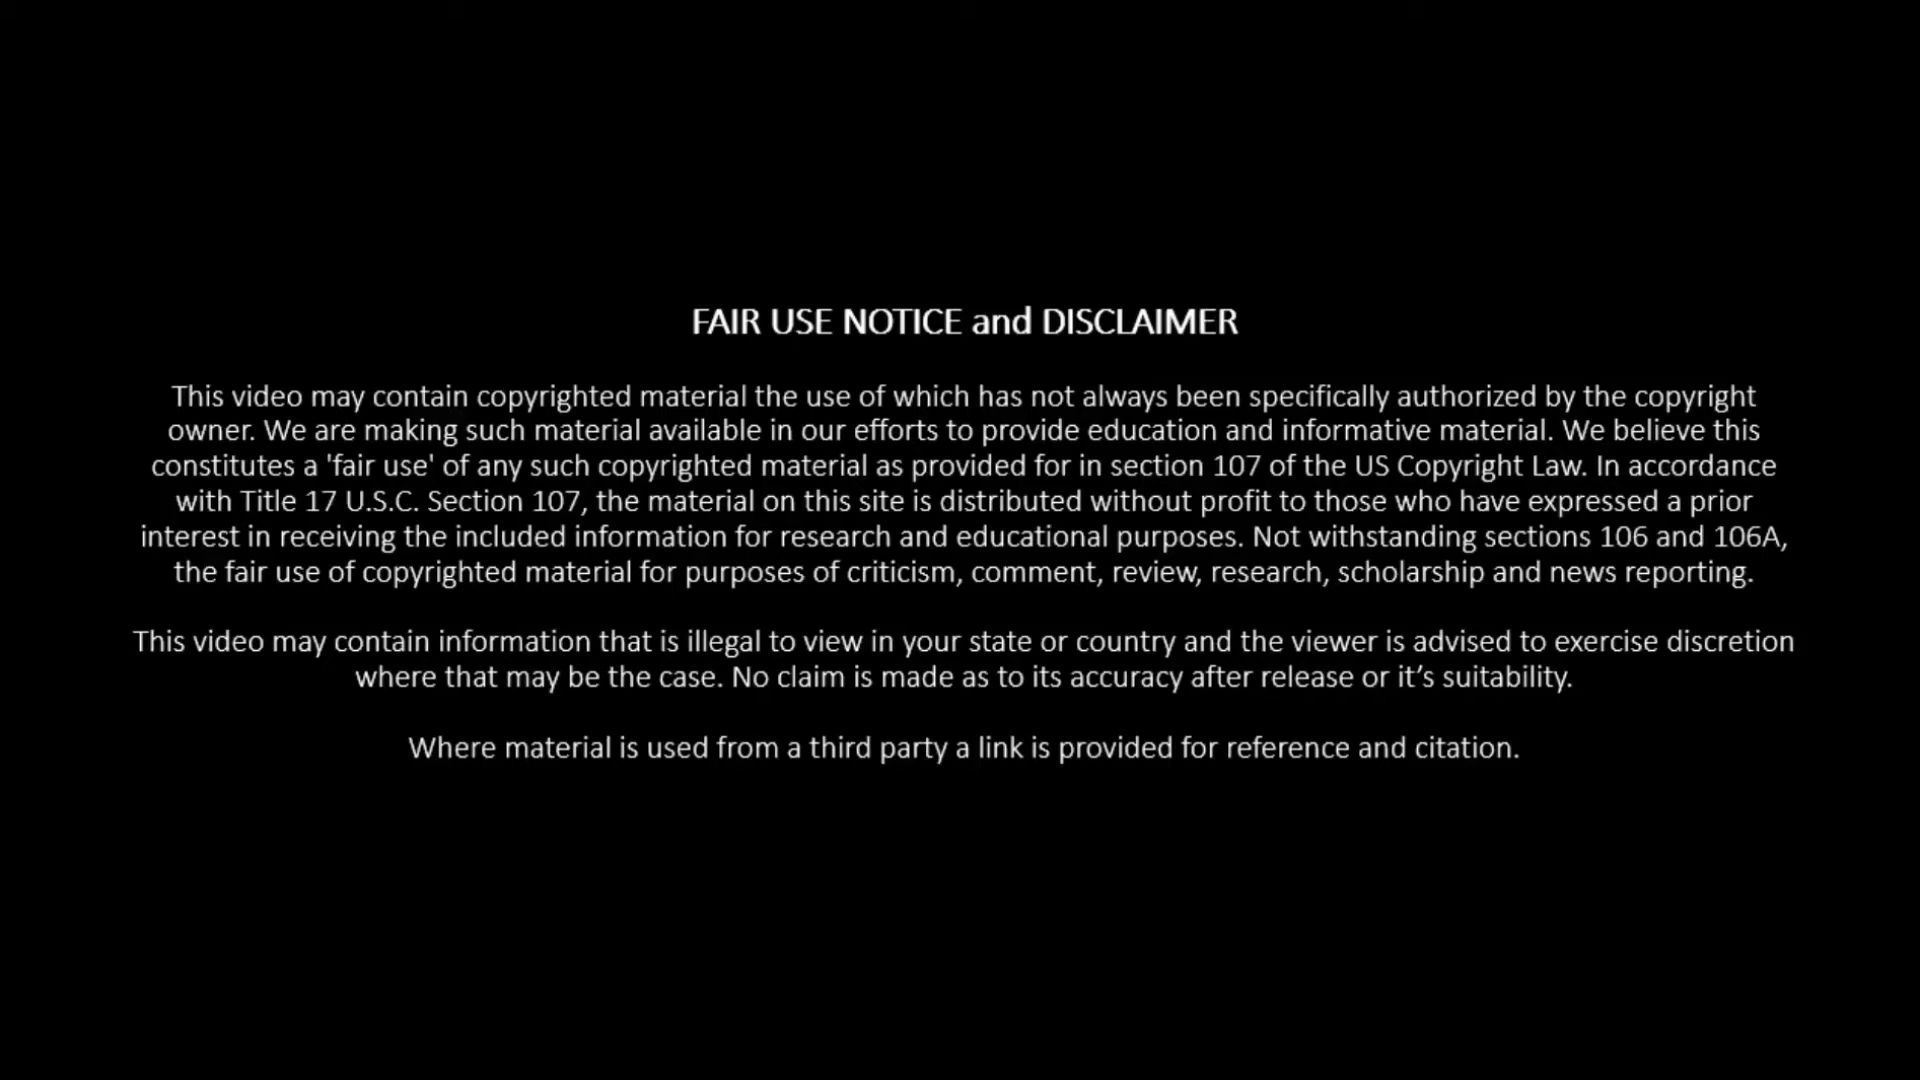 FAIR USE NOTICE and DISCLAIMER
This video may contain copyrighted material the use of which has not always been specifically authorized by the copyright
owner. We are making such material available in our efforts to provide education and informative material. We believe this
constitutes a 'fair use' of any such copyrighted material as provided for in section 107 of the US Copyright Law. In accordance
with Title 17 U.S.C. Section 107, the material on this site is distributed without profit to those who have expressed a prior
interest in receiving the included information for research and educational purposes. Not withstanding sections 106 and 106A,
the fair use of copyrighted material for purposes of criticism, comment, review, research, scholarship and news reporting.
This video may contain information that is illegal to view in your state or country and the viewer is advised to exercise discretion
where that may be the case. No claim is made as to its accuracy after release or it’s suitability.
Where material is used from a third party a link is provided for reference and citation.